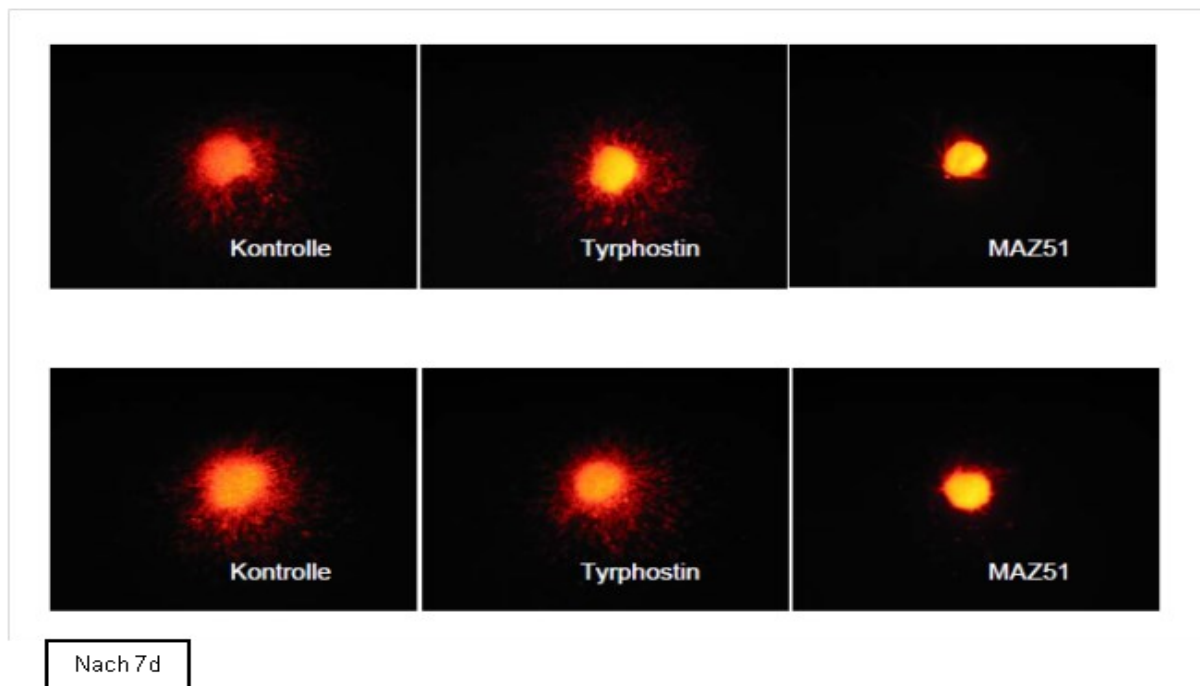 Kontrolle
Tyrphostin
MAZ51
Kontrolle
Tyrphostin
MAZ51
Nach 7d